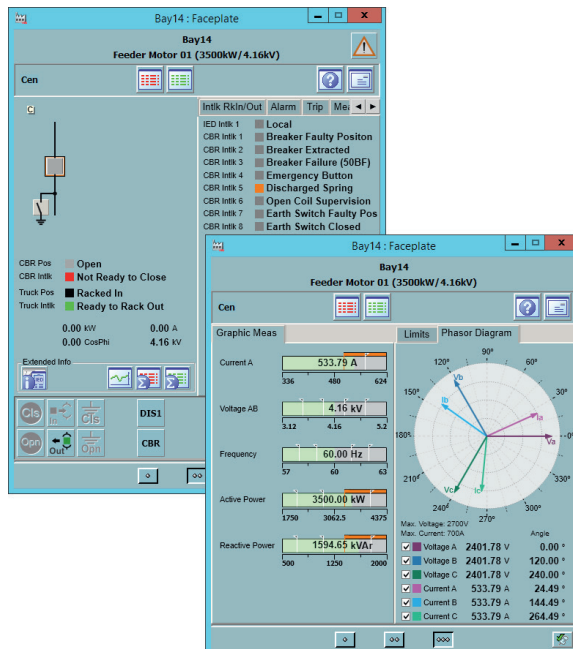 Bay14 : Faceplate
Bay14
Feeder Motor 01 (3500kW/4.16kV)
Cen
C
Intlk RkIn/Out Alarm Trip
IED Intlk 1 Local
CBR Intlk 1 Breaker Faulty Positon
CBR Intlk 2 Breaker Extracted
CBR Intlk 3 Breaker Failure (50BF)
CBR Intlk 4 Emergency Button
CBR Intlk 5 Discharged Spring
CBR Intlk 6 Open Coil Supervision
CBR Intlk 7 Earth Switch Faulty Pos
CBR Intlk 8 Earth Switch Closed
CBR Pos Open
CBR Intlk Not Ready to Close
Truck Pos Racked In
Truck Intlk Ready to Rack Out
0.00 kW 0.00 A
0.00 CosPhi 4.16 kV
Extended Info
Cls In Cls DIS1
Opn Out Opn CBR
Bay14 : Faceplate
Bay14
Feeder Motor 01 (3500kW/4.16kV)
Cen
Graphic Meas
Current A 533.79 A
336 480 624
Voltage AB 4.16 kV
3.12 4.16 5.2
Frequency 60.00 Hz
57 60 63
Active Power 3500.00 kW
1750 3062.5 4375
Reactive Power 1594.65 kVAr
500 1250 2000
Limits Phasor Diagram
90°
120° 60°
150° 30°
180° 0°
210°
240° 270°
Vb
Ib
Ia
Va
Vc Ic
Max. Voltage: 2700V
Max. Current: 700A Angle
Voltage A 2401.78 V 0.00 °
Voltage B 2401.78 V 120.00 °
Voltage C 2401.78 V 240.00 °
Current A 533.79 A 24.49 °
Current B 533.79 A 144.49 °
Current C 533.79 A 264.49 °